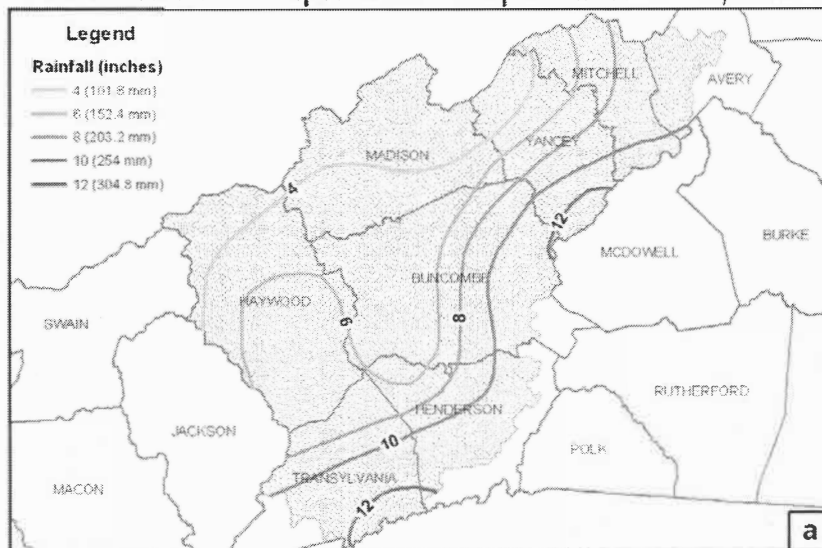 Legend
Rainfall (inches)
4 (101.8 mm)
6 (152.4 mm)
8 (203.2 mm)
10 (254 mm)
12 (304.8 mm)
MITCHELL
AVERY
MADISON
YANCEY
4
12
BURKE
MCDOWELL
BUNCOMBE
HAYWOOD
SWAIN
6
8
RUTHERFORD
HENDERSON
JACKSON
10
POLK
TRANSYLVANIA
MACON
12
a